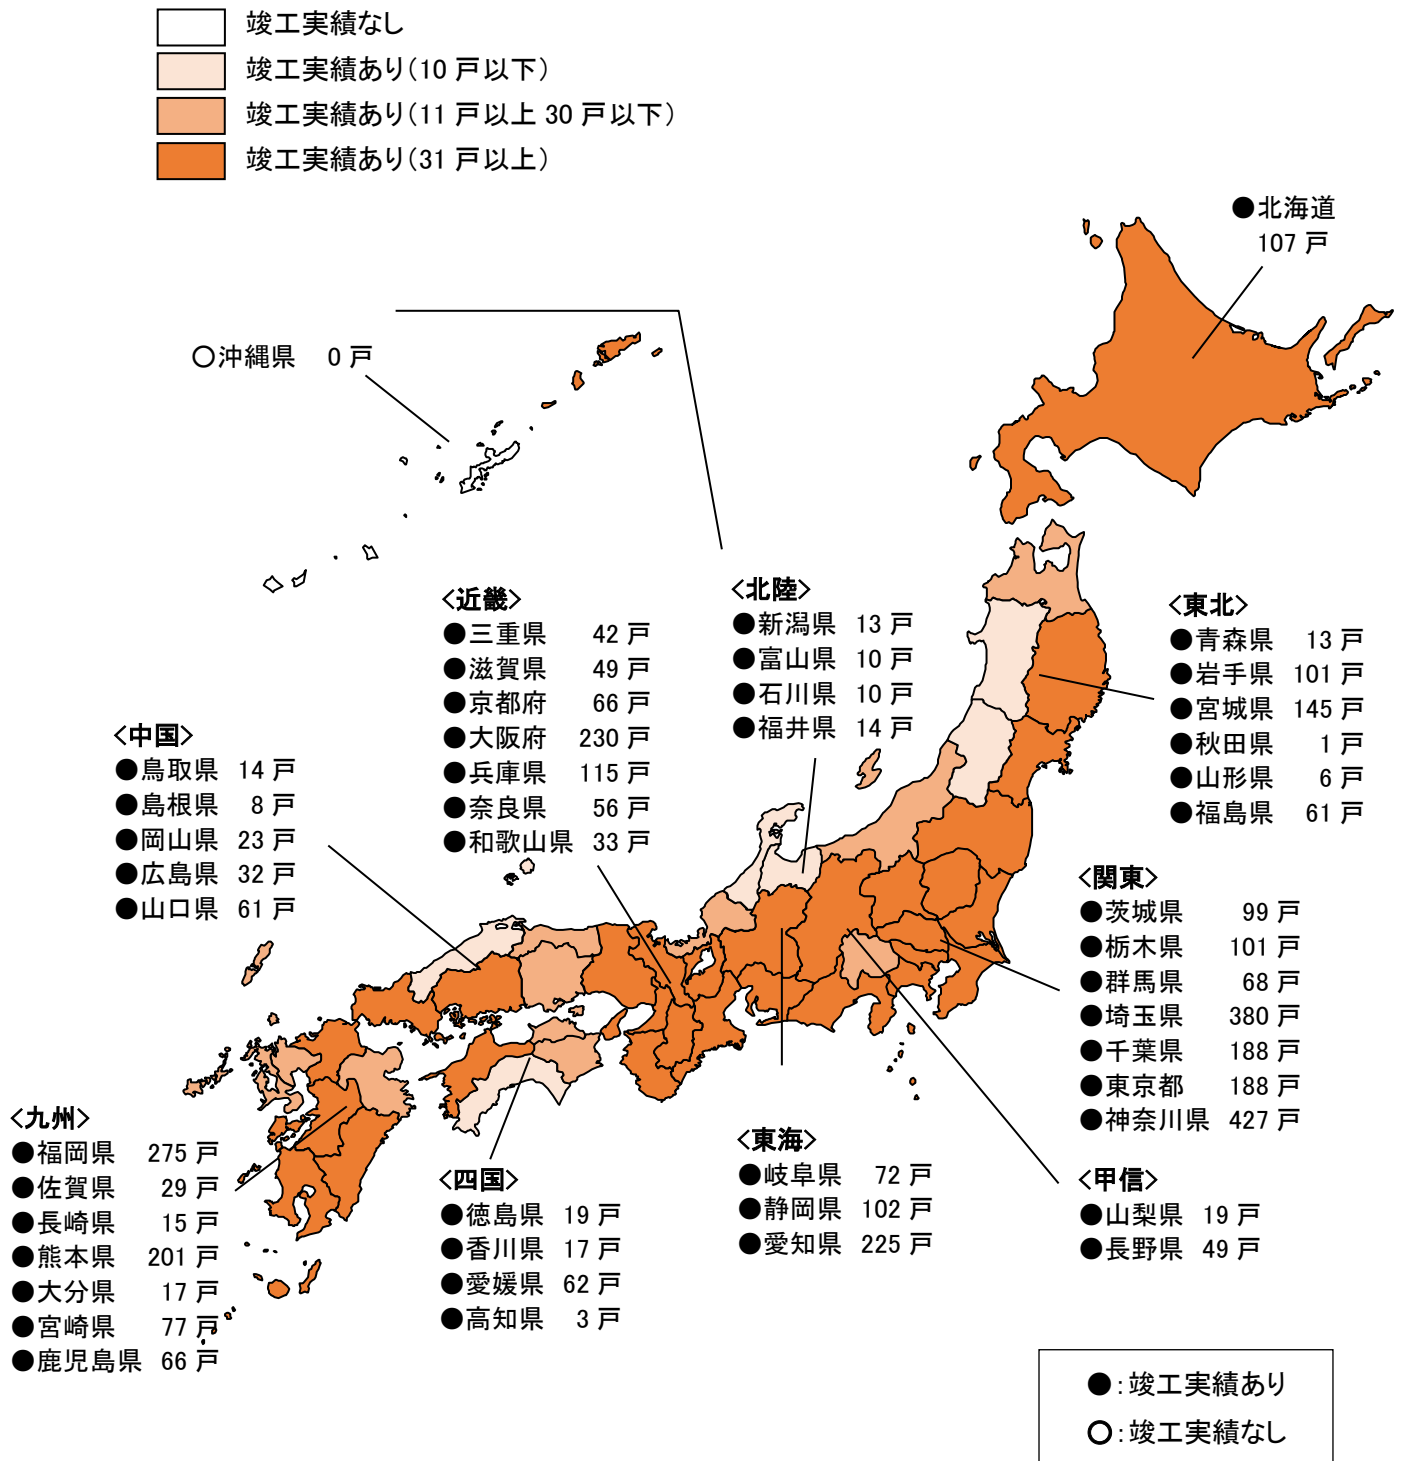 竣工実績なし
竣工実績あり(10 戸以下)
竣工実績あり(11 戸以上 30 戸以下)
竣工実績あり(31 戸以上)
●北海道
107 戸
○沖縄県 0 戸
<近畿>
●三重県 42 戸
●滋賀県 49 戸
●京都府 66 戸
●大阪府 230 戸
●兵庫県 115 戸
●奈良県 56 戸
●和歌山県 33 戸
<北陸>
●新潟県 13 戸
●富山県 10 戸
●石川県 10 戸
●福井県 14 戸
<東北>
●青森県 13 戸
●岩手県 101 戸
●宮城県 145 戸
●秋田県 1 戸
●山形県 6 戸
●福島県 61 戸
<中国>
●鳥取県 14 戸
●島根県 8 戸
●岡山県 23 戸
●広島県 32 戸
●山口県 61 戸
<関東>
●茨城県 99 戸
●栃木県 101 戸
●群馬県 68 戸
●埼玉県 380 戸
●千葉県 188 戸
●東京都 188 戸
●神奈川県 427 戸
<九州>
●福岡県 275 戸
●佐賀県 29 戸
●長崎県 15 戸
●熊本県 201 戸
●大分県 17 戸
●宮崎県 77 戸
●鹿児島県 66 戸
<四国>
●徳島県 19 戸
●香川県 17 戸
●愛媛県 62 戸
●高知県 3 戸
<東海>
●岐阜県 72 戸
●静岡県 102 戸
●愛知県 225 戸
<甲信>
●山梨県 19 戸
●長野県 49 戸
●:竣工実績あり
○:竣工実績なし